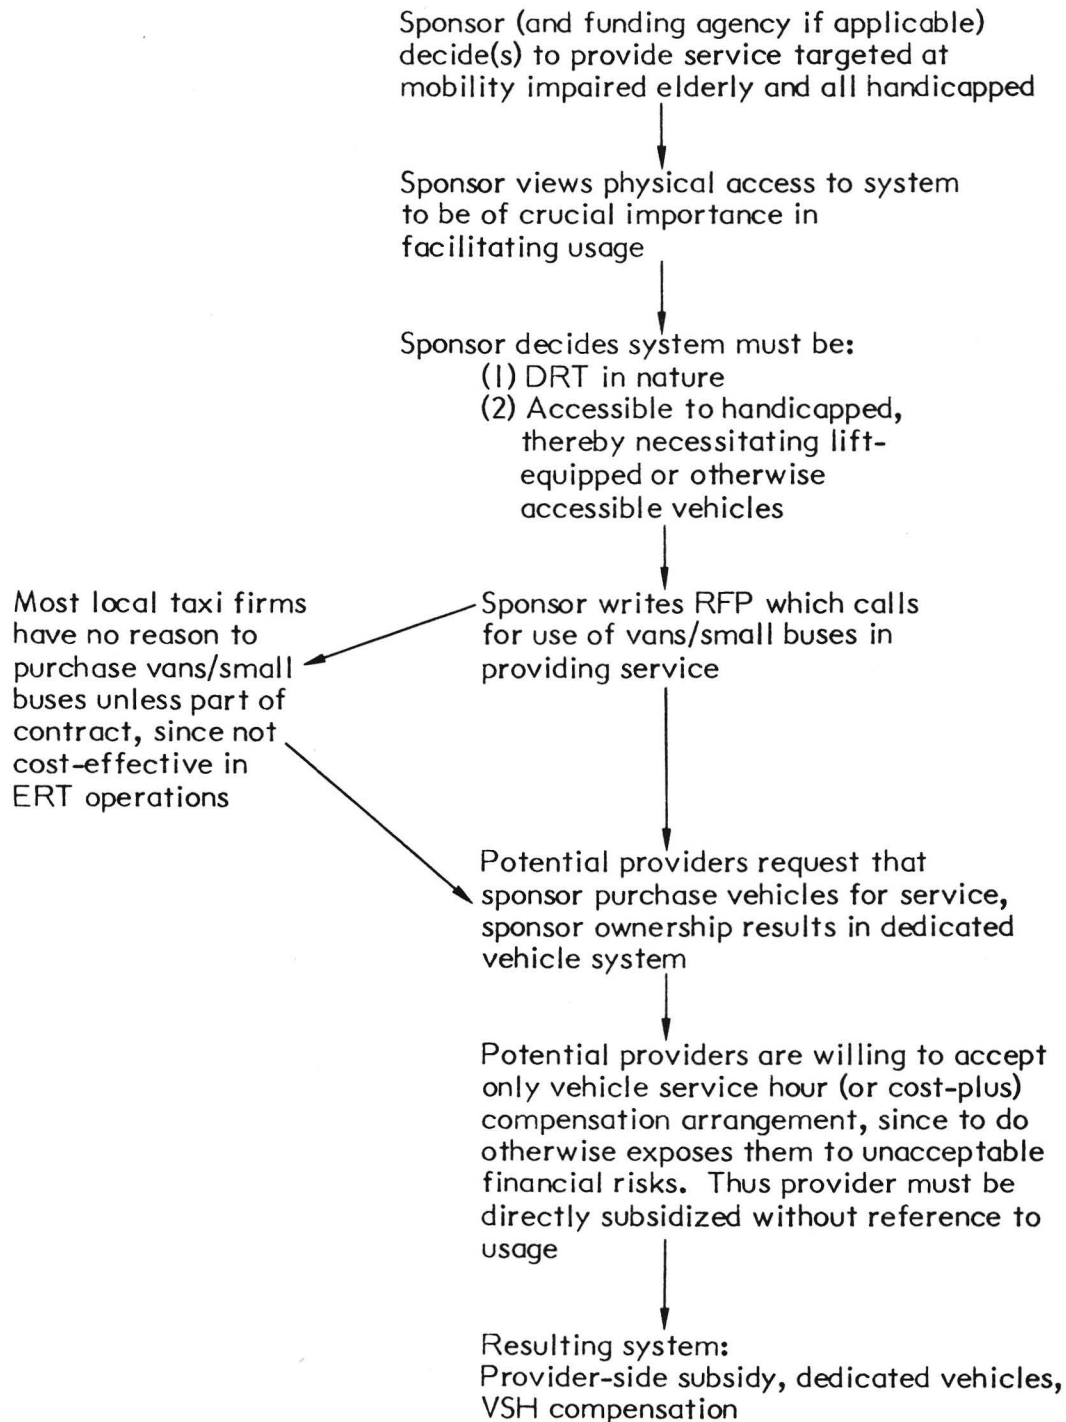 Sponsor (and funding agency if applicable)
decide(s) to provide service targeted at
mobility impaired elderly and all handicapped
Sponsor views physical access to system
to be of crucial importance in
facilitating usage
Sponsor decides system must be:
(1) DRT in nature
(2) Accessible to handicapped,
thereby necessitating lift-
equipped or otherwise
accessible vehicles
Sponsor writes RFP which calls
for use of vans/small buses in
providing service
Most local taxi firms
have no reason to
purchase vans/small
buses unless part of
contract, since not
cost-effective in
ERT operations
Potential providers request that
sponsor purchase vehicles for service,
sponsor ownership results in dedicated
vehicle system
Potential providers are willing to accept
only vehicle service hour (or cost-plus)
compensation arrangement, since to do
otherwise exposes them to unacceptable
financial risks. Thus provider must be
directly subsidized without reference to
usage
Resulting system:
Provider-side subsidy, dedicated vehicles,
VSH compensation